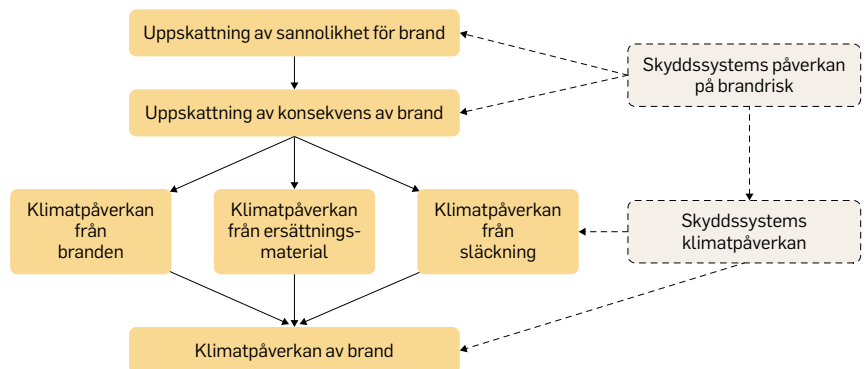 Uppskattning av sannolikhet för brand
Skyddssystems påverkan
på brandrisk
Uppskattning av konsekvens av brand
Klimatpåverkan
från
branden
Klimatpåverkan
från ersättnings-
material
Klimatpåverkan
från
släckning
Skyddssystems
klimatpåverkan
Klimatpåverkan av brand